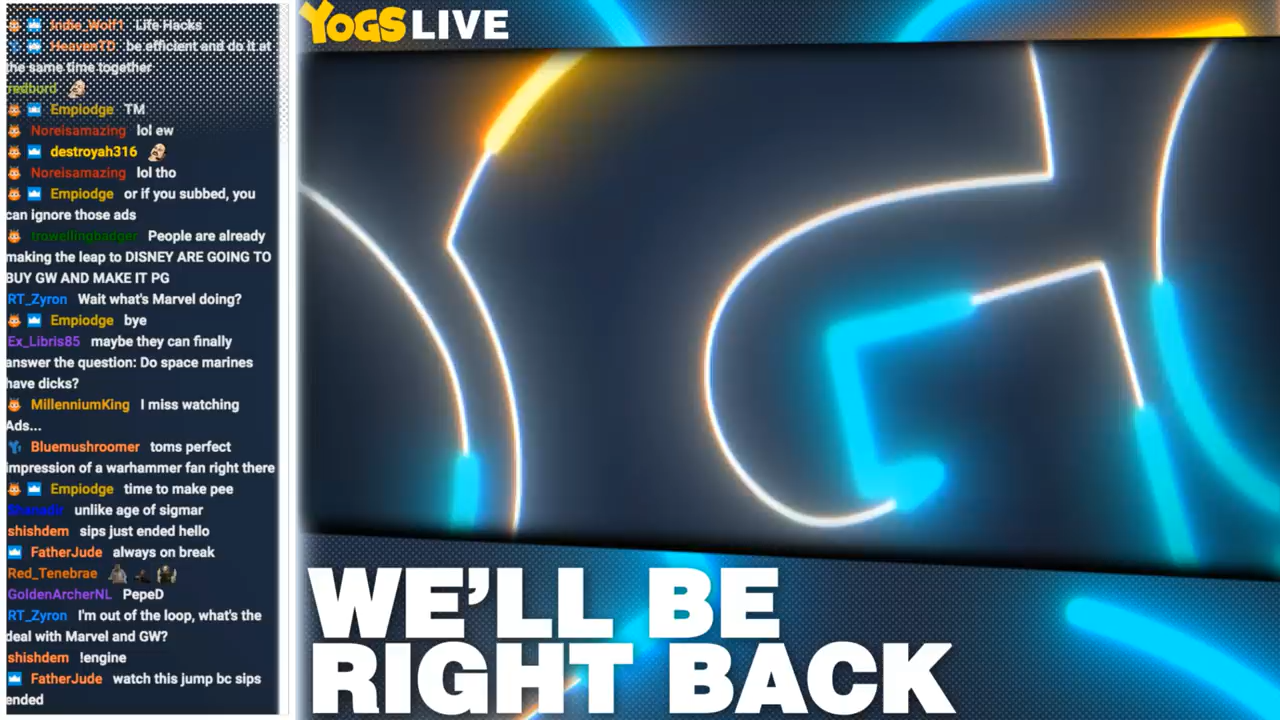 Indie_Wolf1 Life Hacks
HeavenTD be efficient and do it at
the same time together
redburd
Empiodge TM
Noreisamazing lol ew
destroyah316
Noreisamazing lol tho
Empiodge or if you subbed, you
can ignore those ads
trowellingbadger People are already
making the leap to DISNEY ARE GOING TO
BUY GW AND MAKE IT PG
RT_Zyron Wait what's Marvel doing?
Empiodge bye
Ex_Libris85 maybe they can finally
answer the question: Do space marines
have dicks?
MillenniumKing I miss watching
Ads...
Bluemushroomer toms perfect
impression of a warhammer fan right there
Empiodge time to make pee
unlike age of sigmar
shishdem sips just ended hello
FatherJude always on break
Red_Tenebrae
GoldenArcherNL PepeD
RT_Zyron I'm out of the loop, what's the
deal with Marvel and GW?
shishdem !engine
FatherJude watch this jump bc sips
ended
YOGS LIVE
WE'LL BE
RIGHT BACK